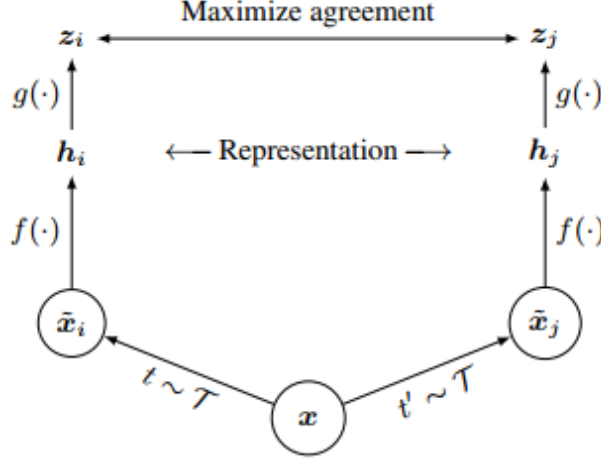 Maximize agreement
z_i z_j
g(·) g(·)
h_i ← Representation → h_j
f(·) f(·)
x̃_i x̃_j
t ∼ 𝒯 t′ ∼ 𝒯
x